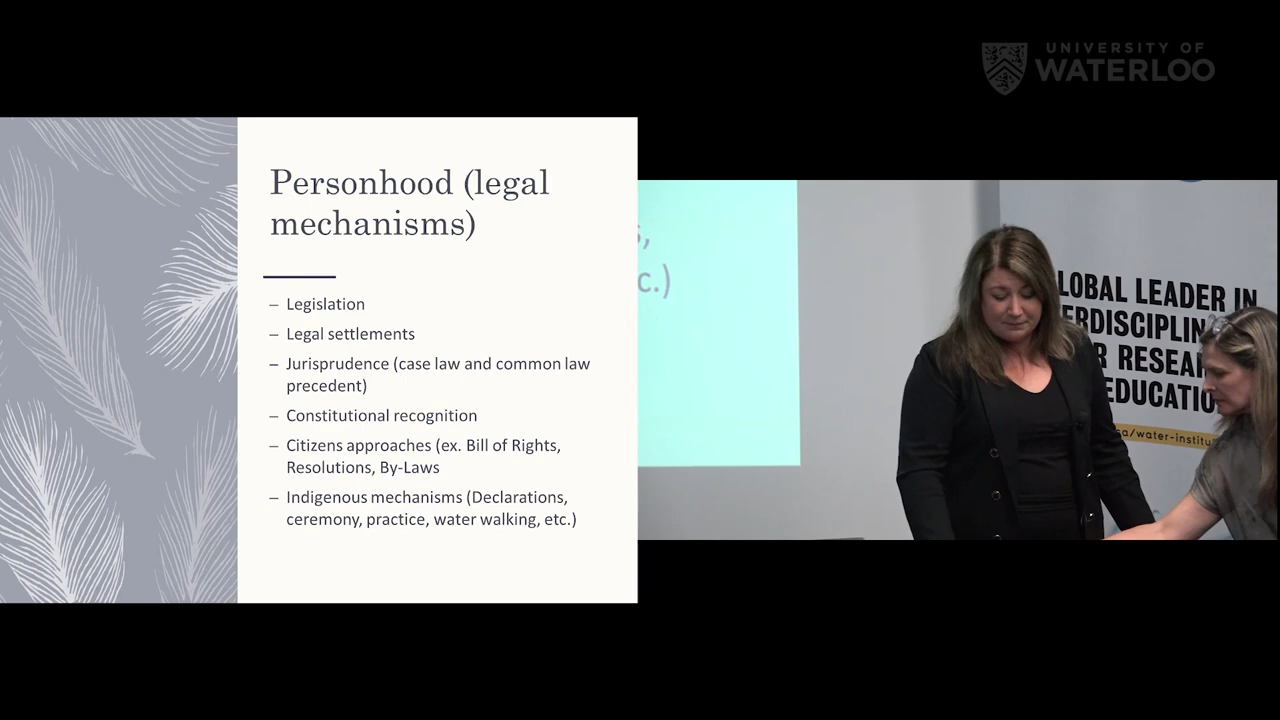 UNIVERSITY OF
WATERLOO
Personhood (legal
mechanisms)
– Legislation
– Legal settlements
– Jurisprudence (case law and common law
precedent)
– Constitutional recognition
– Citizens approaches (ex. Bill of Rights,
Resolutions, By-Laws
– Indigenous mechanisms (Declarations,
ceremony, practice, water walking, etc.)
c.)
LOBAL LEADER IN
ERDISCIPLIN
R RESEA
EDUCATIO
ca/water-institu